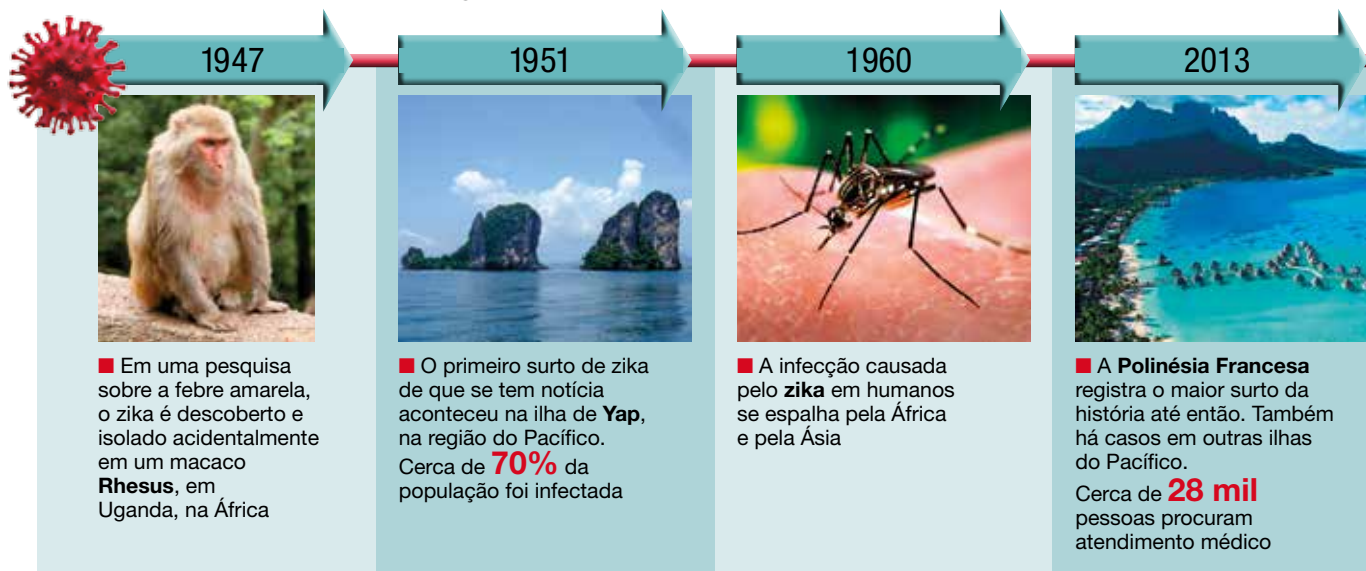 1947
1951
1960
2013
■ Em uma pesquisa
sobre a febre amarela,
o zika é descoberto e
isolado acidentalmente
em um macaco
Rhesus, em
Uganda, na África
■ O primeiro surto de zika
de que se tem notícia
aconteceu na ilha de Yap,
na região do Pacífico.
Cerca de 70% da
população foi infectada
■ A infecção causada
pelo zika em humanos
se espalha pela África
e pela Ásia
■ A Polinésia Francesa
registra o maior surto da
história até então. Também
há casos em outras ilhas
do Pacífico.
Cerca de 28 mil
pessoas procuram
atendimento médico